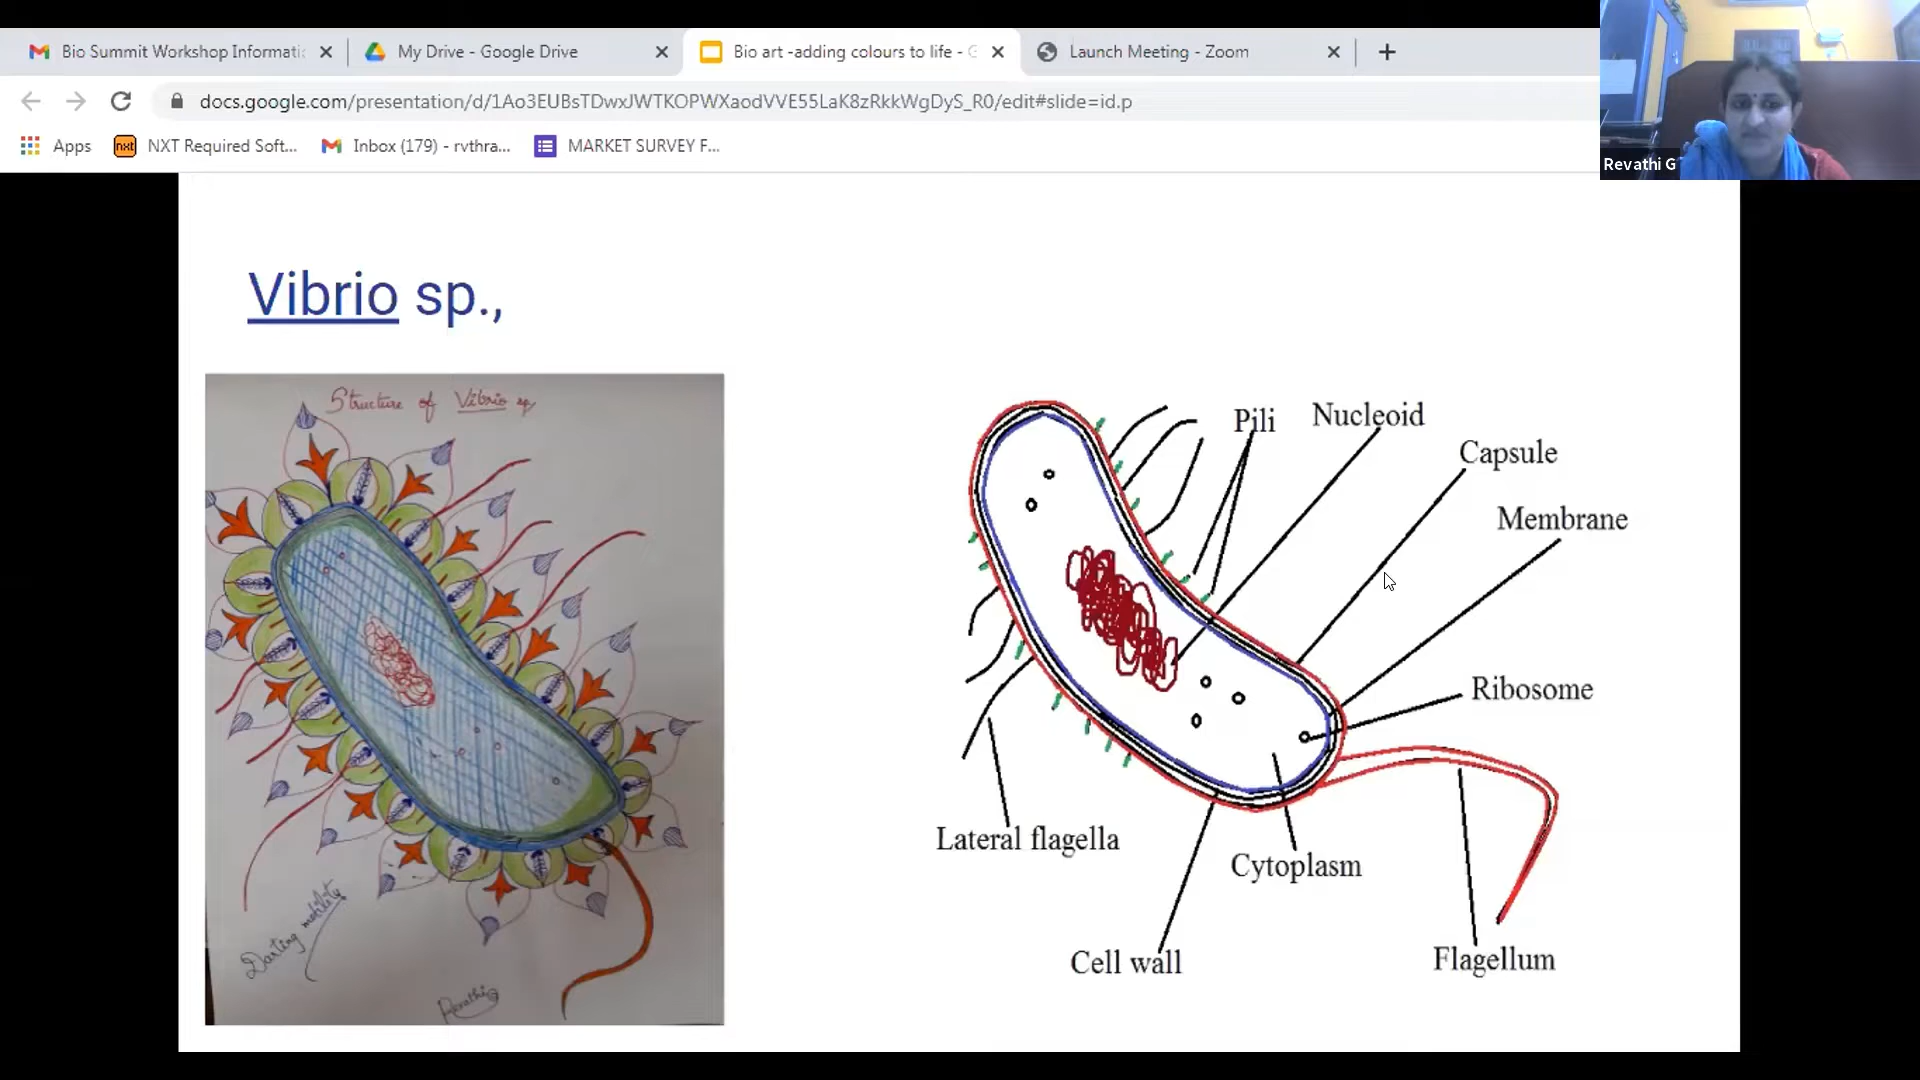 Bio Summit Workshop Informati
My Drive - Google Drive
Bio art -adding colours to life - G
Launch Meeting - Zoom
docs.google.com/presentation/d/1Ao3EUBsTDwxJWTKOPWXaodVVE55LaK8zRkkWgDyS_R0/edit#slide=id.p
Apps
nxt
NXT Required Soft...
Inbox (179) - rvthra...
MARKET SURVEY F...
Revathi G
Vibrio sp.,
Structure of Vibrio sp
Darting motility
Revathi G
Pili
Nucleoid
Capsule
Membrane
Ribosome
Lateral flagella
Cytoplasm
Cell wall
Flagellum